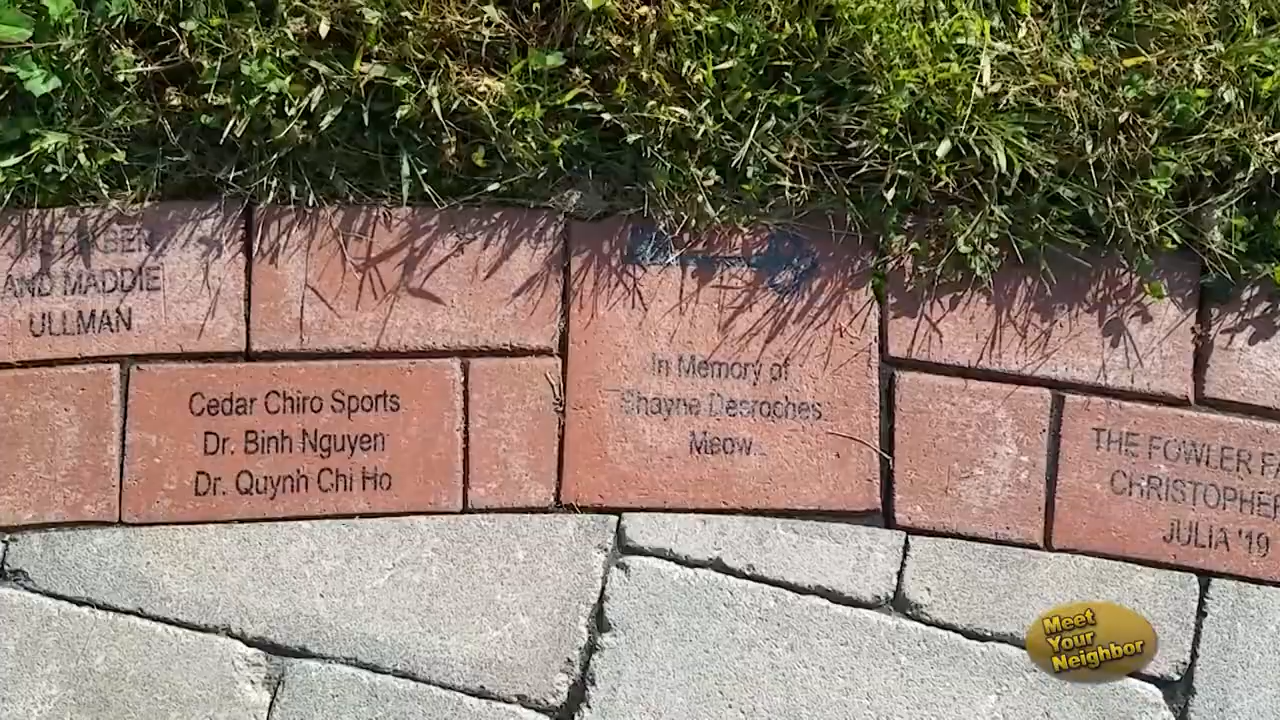 AND MADDIE
ULLMAN
Cedar Chiro Sports
Dr. Binh Nguyen
Dr. Quynh Chi Ho
In Memory of
Shayne Desroches
Meow
THE FOWLER
CHRISTOPHER
JULIA '19
Meet
Your
Neighbor